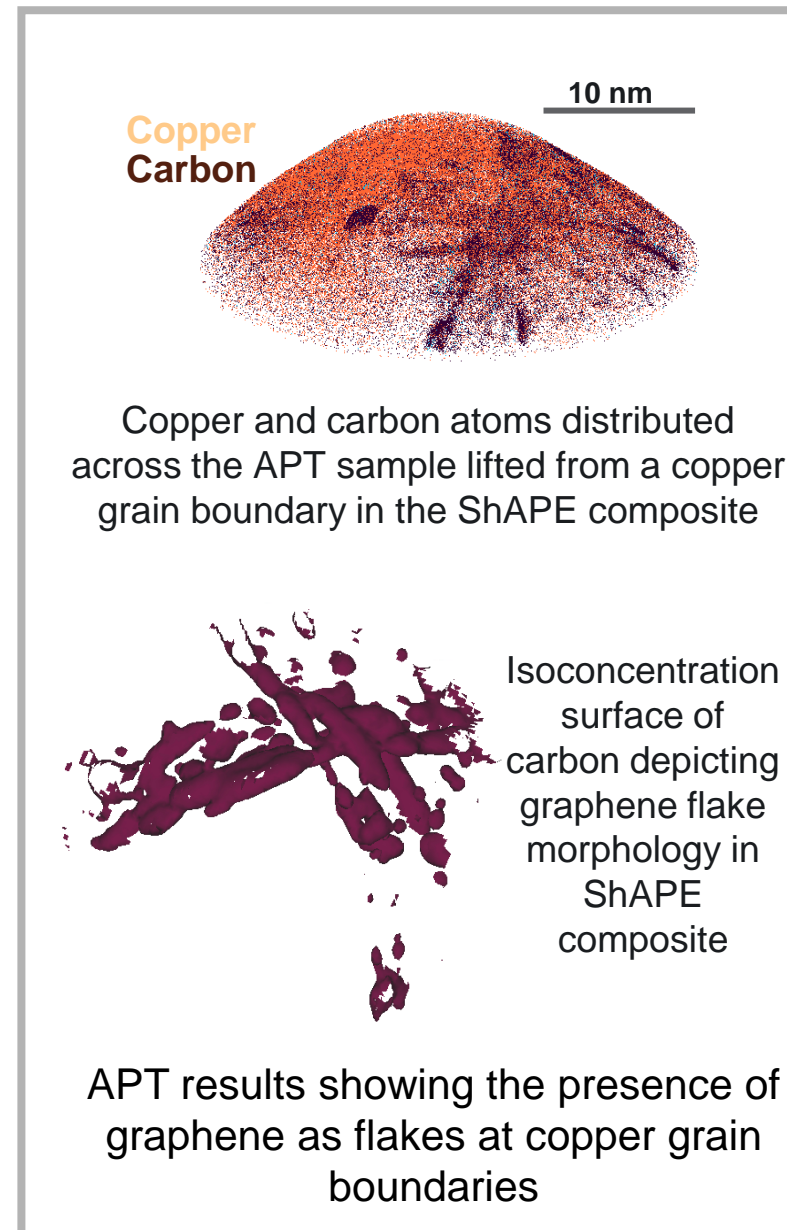 10 nm
Copper
Carbon
Copper and carbon atoms distributed
across the APT sample lifted from a copper
grain boundary in the ShAPE composite
Isoconcentration
surface of
carbon depicting
graphene flake
morphology in
ShAPE
composite
APT results showing the presence of
graphene as flakes at copper grain
boundaries